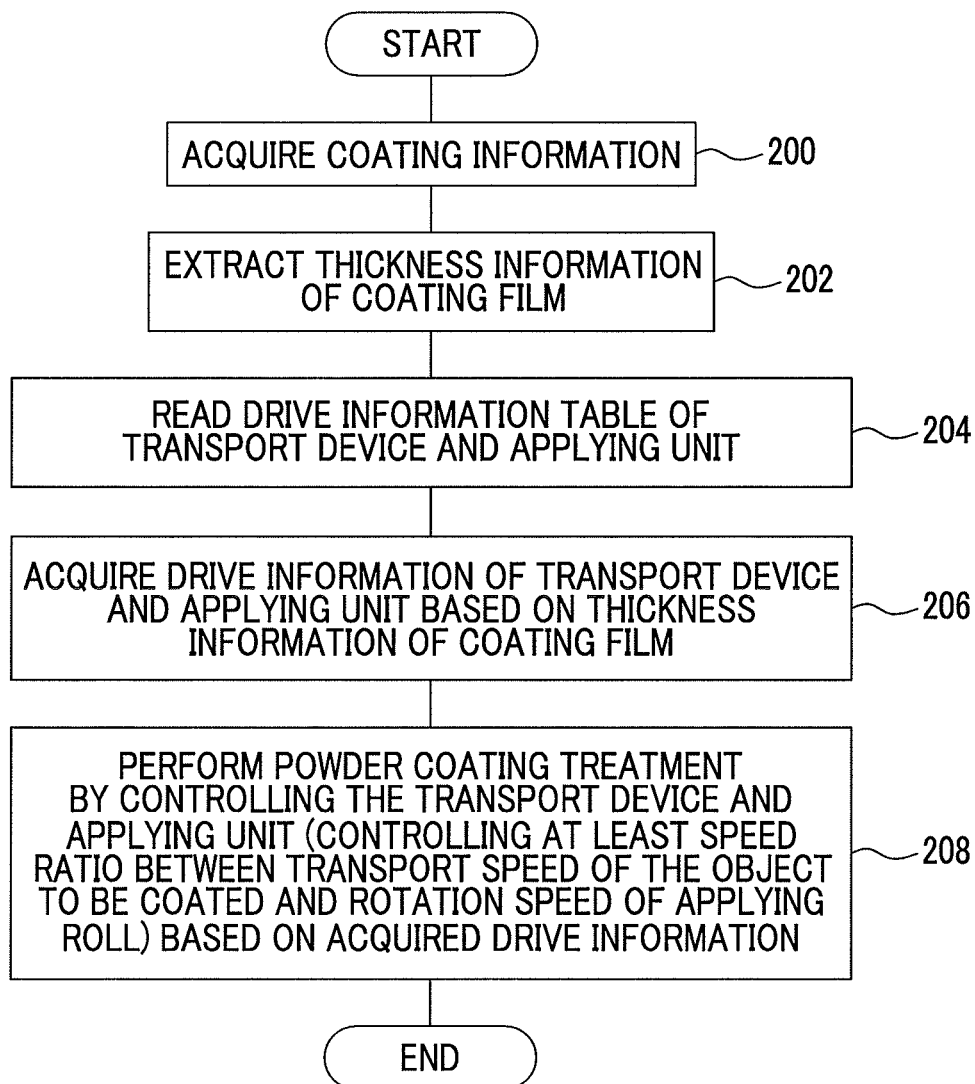 START
ACQUIRE COATING INFORMATION
200
EXTRACT THICKNESS INFORMATION
OF COATING FILM
202
READ DRIVE INFORMATION TABLE OF
TRANSPORT DEVICE AND APPLYING UNIT
204
ACQUIRE DRIVE INFORMATION OF TRANSPORT DEVICE
AND APPLYING UNIT BASED ON THICKNESS
INFORMATION OF COATING FILM
206
PERFORM POWDER COATING TREATMENT
BY CONTROLLING THE TRANSPORT DEVICE AND
APPLYING UNIT (CONTROLLING AT LEAST SPEED
RATIO BETWEEN TRANSPORT SPEED OF THE OBJECT
TO BE COATED AND ROTATION SPEED OF APPLYING
ROLL) BASED ON ACQUIRED DRIVE INFORMATION
208
END